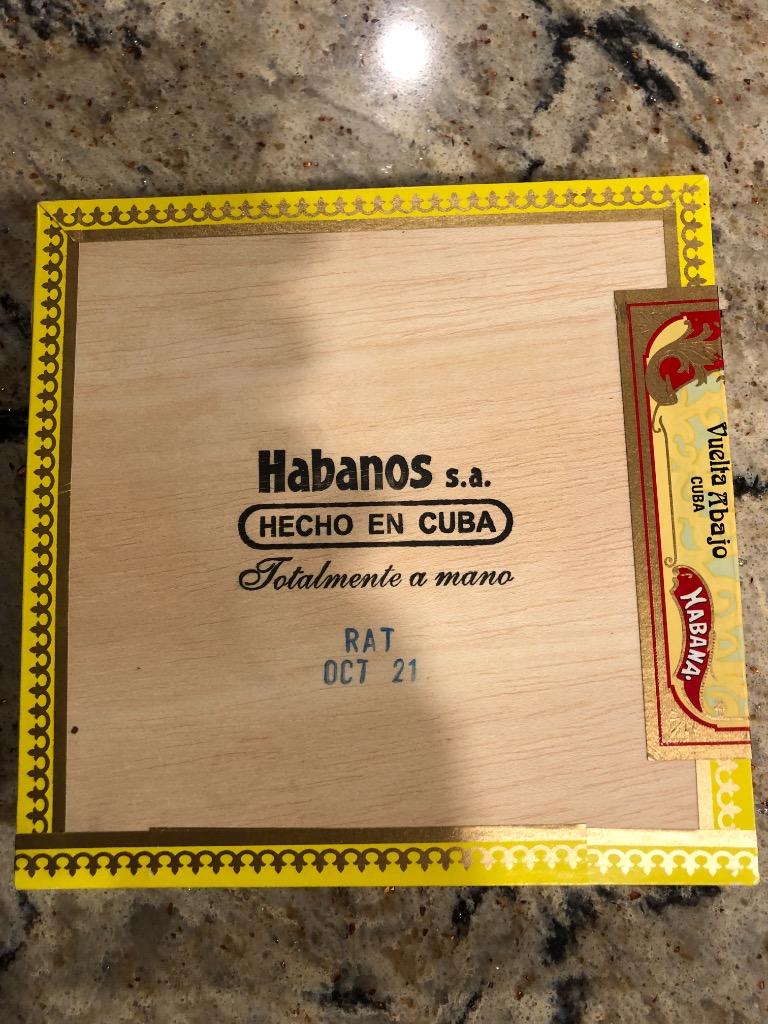 Habanos s.a.
HECHO EN CUBA
Totalmente a mano
RAT
OCT 21
Vuelta Abajo
CUBA
HABANA.